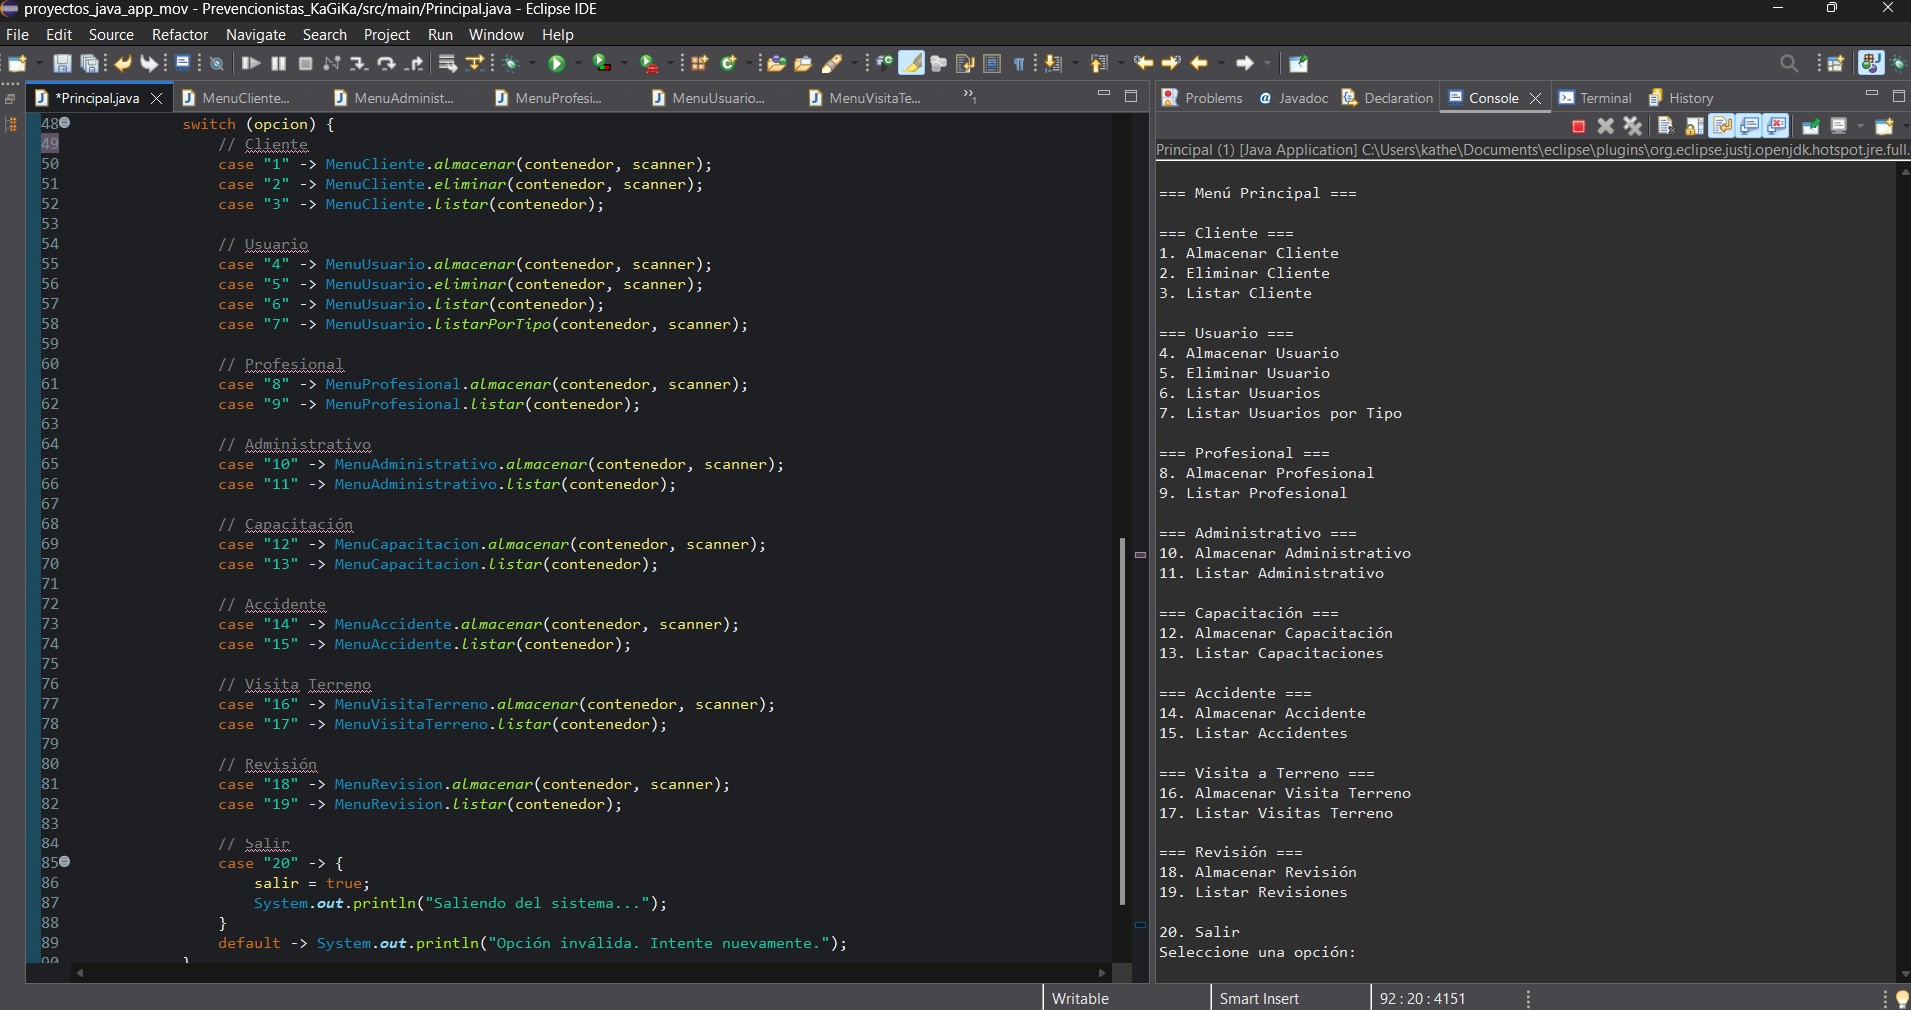 proyectos_java_app_mov - Prevencionistas_KaGiKa/src/main/Principal.java - Eclipse IDE
File Edit Source Refactor Navigate Search Project Run Window Help
*Principal.java MenuCliente... MenuAdminist... MenuProfesi... MenuUsuario... MenuVisitaTe... »1
48 switch (opcion) {
49 // Cliente
50 case "1" -> MenuCliente.almacenar(contenedor, scanner);
51 case "2" -> MenuCliente.eliminar(contenedor, scanner);
52 case "3" -> MenuCliente.listar(contenedor);
53
54 // Usuario
55 case "4" -> MenuUsuario.almacenar(contenedor, scanner);
56 case "5" -> MenuUsuario.eliminar(contenedor, scanner);
57 case "6" -> MenuUsuario.listar(contenedor);
58 case "7" -> MenuUsuario.listarPorTipo(contenedor, scanner);
59
60 // Profesional
61 case "8" -> MenuProfesional.almacenar(contenedor, scanner);
62 case "9" -> MenuProfesional.listar(contenedor);
63
64 // Administrativo
65 case "10" -> MenuAdministrativo.almacenar(contenedor, scanner);
66 case "11" -> MenuAdministrativo.listar(contenedor);
67
68 // Capacitación
69 case "12" -> MenuCapacitacion.almacenar(contenedor, scanner);
70 case "13" -> MenuCapacitacion.listar(contenedor);
71
72 // Accidente
73 case "14" -> MenuAccidente.almacenar(contenedor, scanner);
74 case "15" -> MenuAccidente.listar(contenedor);
75
76 // Visita Terreno
77 case "16" -> MenuVisitaTerreno.almacenar(contenedor, scanner);
78 case "17" -> MenuVisitaTerreno.listar(contenedor);
79
80 // Revisión
81 case "18" -> MenuRevision.almacenar(contenedor, scanner);
82 case "19" -> MenuRevision.listar(contenedor);
83
84 // Salir
85 case "20" -> {
86 salir = true;
87 System.out.println("Saliendo del sistema...");
88 }
89 default -> System.out.println("Opción inválida. Intente nuevamente.");
90 }
Problems Javadoc Declaration Console Terminal History
Principal (1) [Java Application] C:\Users\kathe\Documents\eclipse\plugins\org.eclipse.justj.openjdk.hotspot.jre.full.
=== Menú Principal ===
=== Cliente ===
1. Almacenar Cliente
2. Eliminar Cliente
3. Listar Cliente
=== Usuario ===
4. Almacenar Usuario
5. Eliminar Usuario
6. Listar Usuarios
7. Listar Usuarios por Tipo
=== Profesional ===
8. Almacenar Profesional
9. Listar Profesional
=== Administrativo ===
10. Almacenar Administrativo
11. Listar Administrativo
=== Capacitación ===
12. Almacenar Capacitación
13. Listar Capacitaciones
=== Accidente ===
14. Almacenar Accidente
15. Listar Accidentes
=== Visita a Terreno ===
16. Almacenar Visita Terreno
17. Listar Visitas Terreno
=== Revisión ===
18. Almacenar Revisión
19. Listar Revisiones
20. Salir
Seleccione una opción:
Writable Smart Insert 92 : 20 : 4151